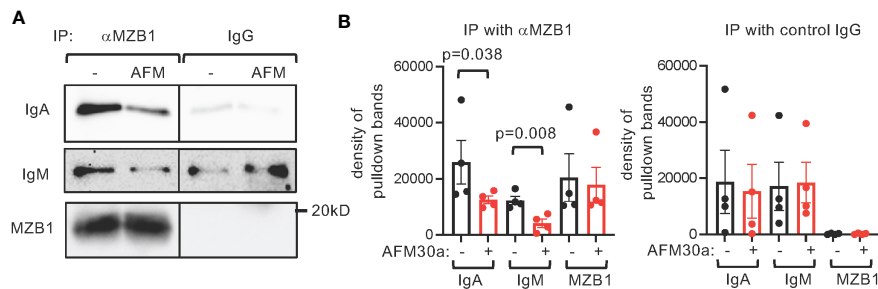 A
IP: αMZB1 IgG
- AFM - AFM
IgA
IgM
MZB1
20kD
B
IP with αMZB1
density of
pulldown bands
60000
40000
20000
0
p=0.038
p=0.008
AFM30a: - + - + - +
IgA IgM MZB1
IP with control IgG
density of
pulldown bands
60000
40000
20000
0
AFM30a: - + - + - +
IgA IgM MZB1